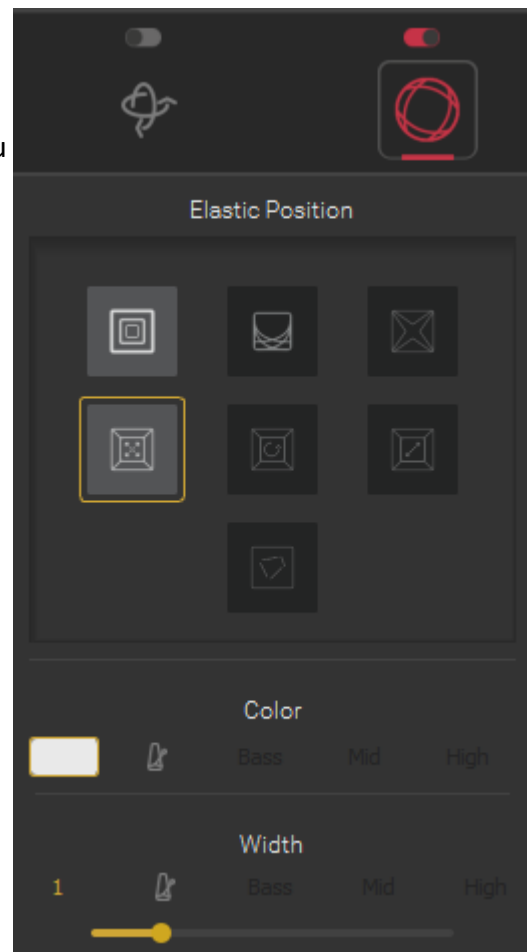 Elastic Position
Color
Bass Mid High
Width
1 Bass Mid High